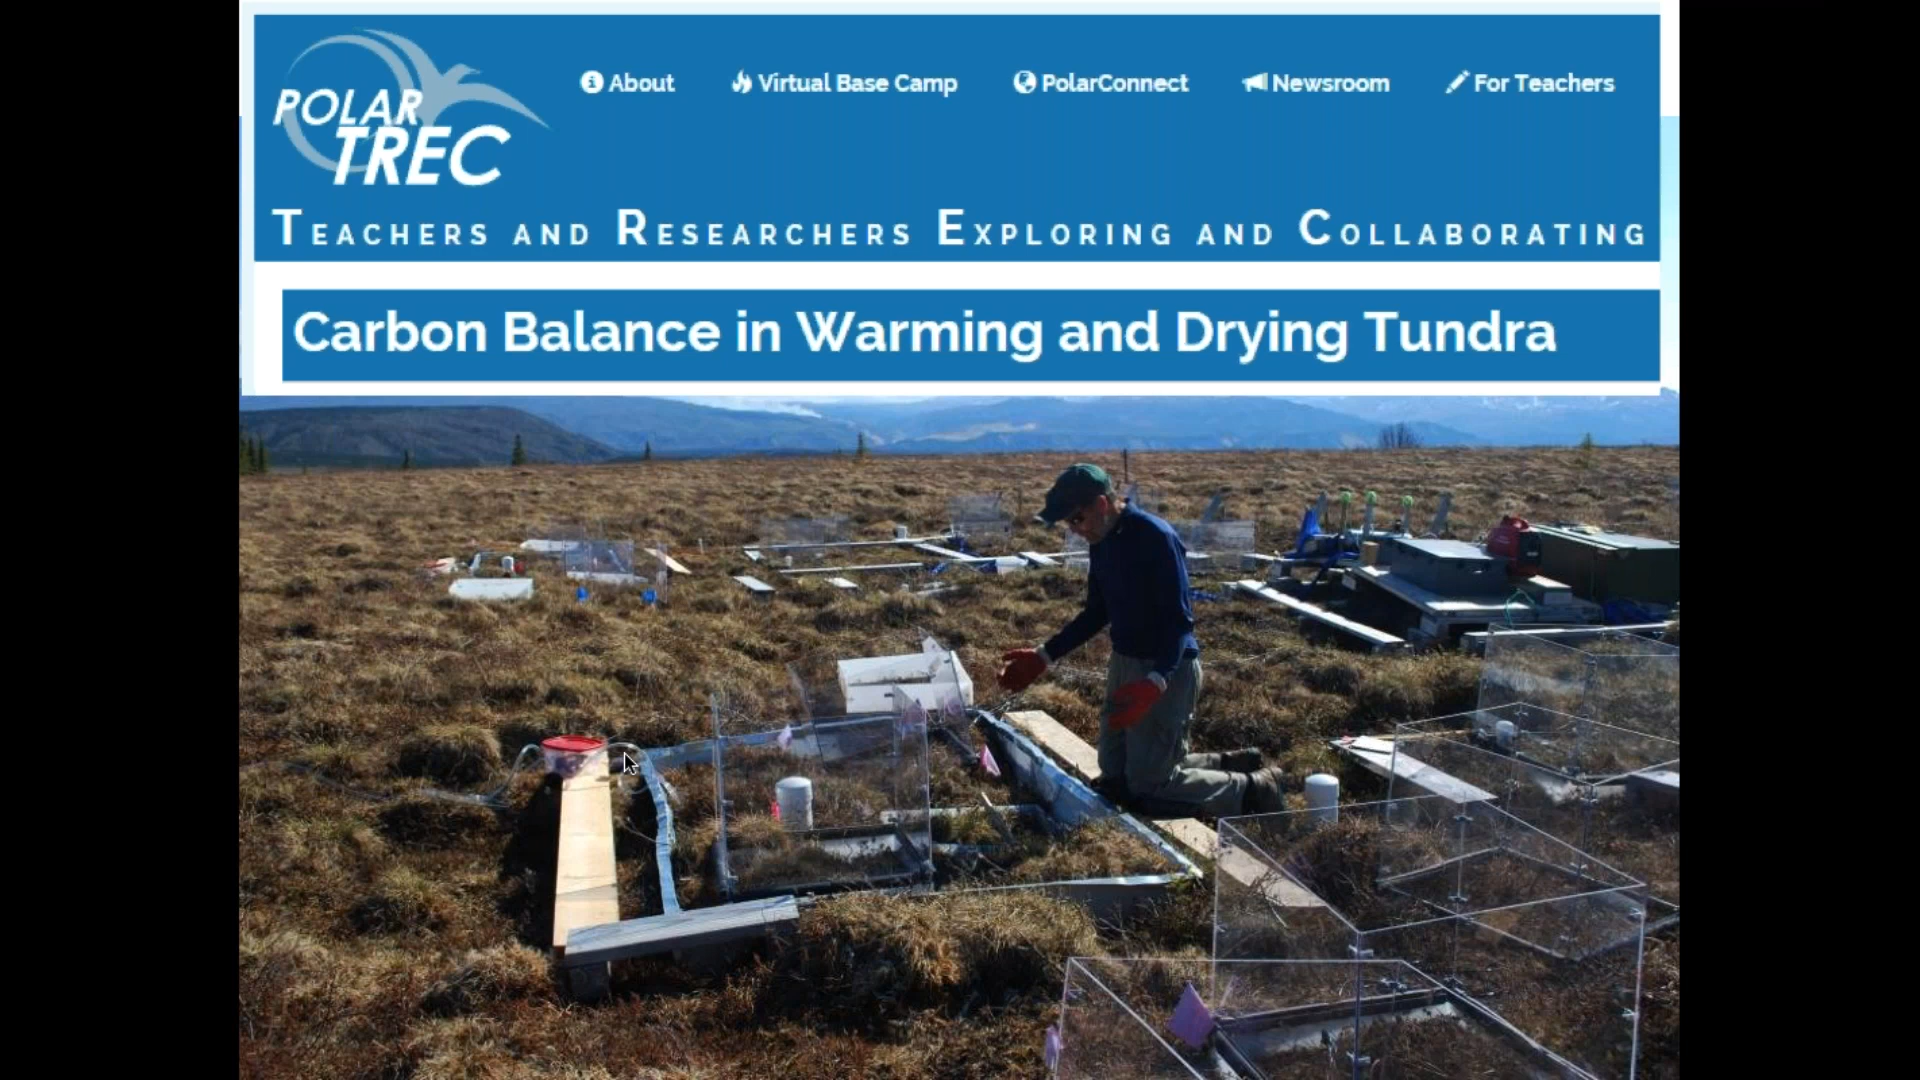 POLAR
TREC
About
Virtual Base Camp
PolarConnect
Newsroom
For Teachers
TEACHERS AND RESEARCHERS EXPLORING AND COLLABORATING
Carbon Balance in Warming and Drying Tundra